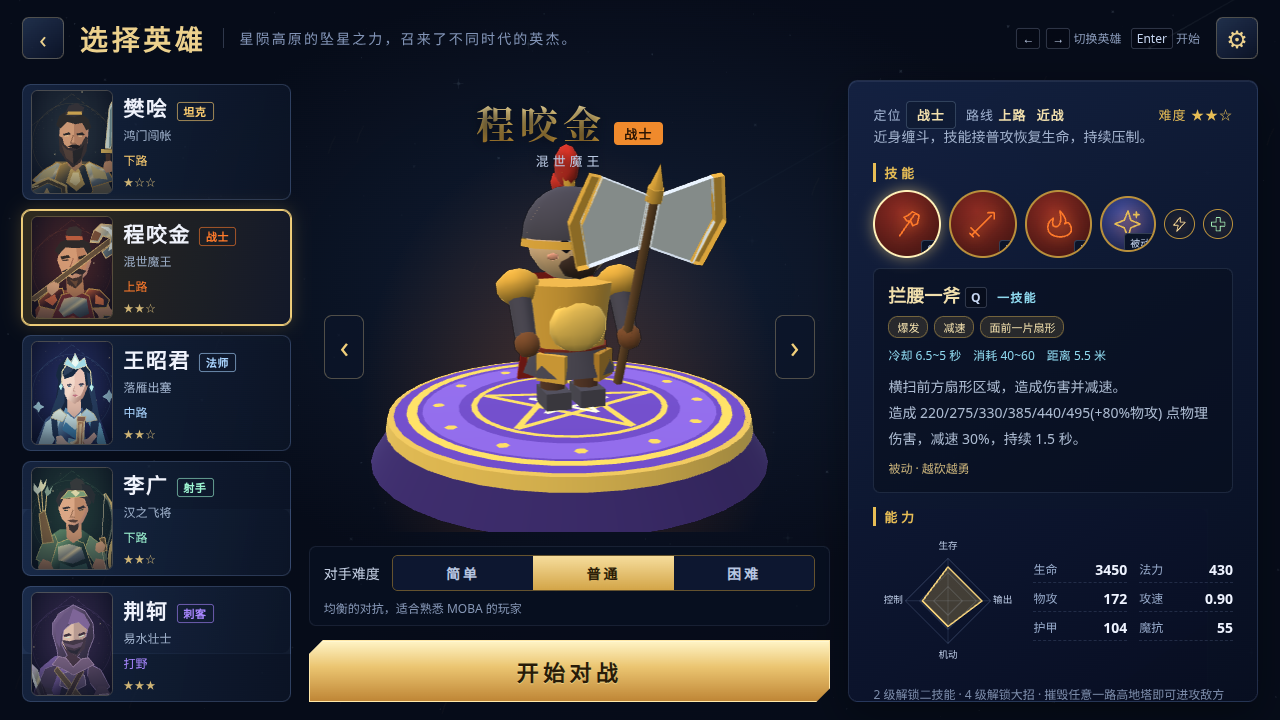 选择英雄
星陨高原的坠星之力，召来了不同时代的英杰。
← → 切换英雄 Enter 开始
樊哙 坦克
鸿门闯帐
下路
★☆☆
程咬金 战士
混世魔王
上路
★★☆
王昭君 法师
落雁出塞
中路
★★☆
李广 射手
汉之飞将
下路
★★☆
荆轲 刺客
易水壮士
打野
★★★
程咬金 战士
混世魔王
对手难度 简单 普通 困难
均衡的对抗，适合熟悉 MOBA 的玩家
开始对战
定位 战士 路线 上路 近战 难度 ★★☆
近身缠斗，技能接普攻恢复生命，持续压制。
技能
被动
拦腰一斧 Q 一技能
爆发 减速 面前一片扇形
冷却 6.5~5 秒 消耗 40~60 距离 5.5 米
横扫前方扇形区域，造成伤害并减速。
造成 220/275/330/385/440/495(+80%物攻) 点物理
伤害，减速 30%，持续 1.5 秒。
被动 · 越砍越勇
能力
生存
控制 输出
机动
生命 3450 法力 430
物攻 172 攻速 0.90
护甲 104 魔抗 55
2 级解锁二技能 · 4 级解锁大招 · 摧毁任意一路高地塔即可进攻敌方